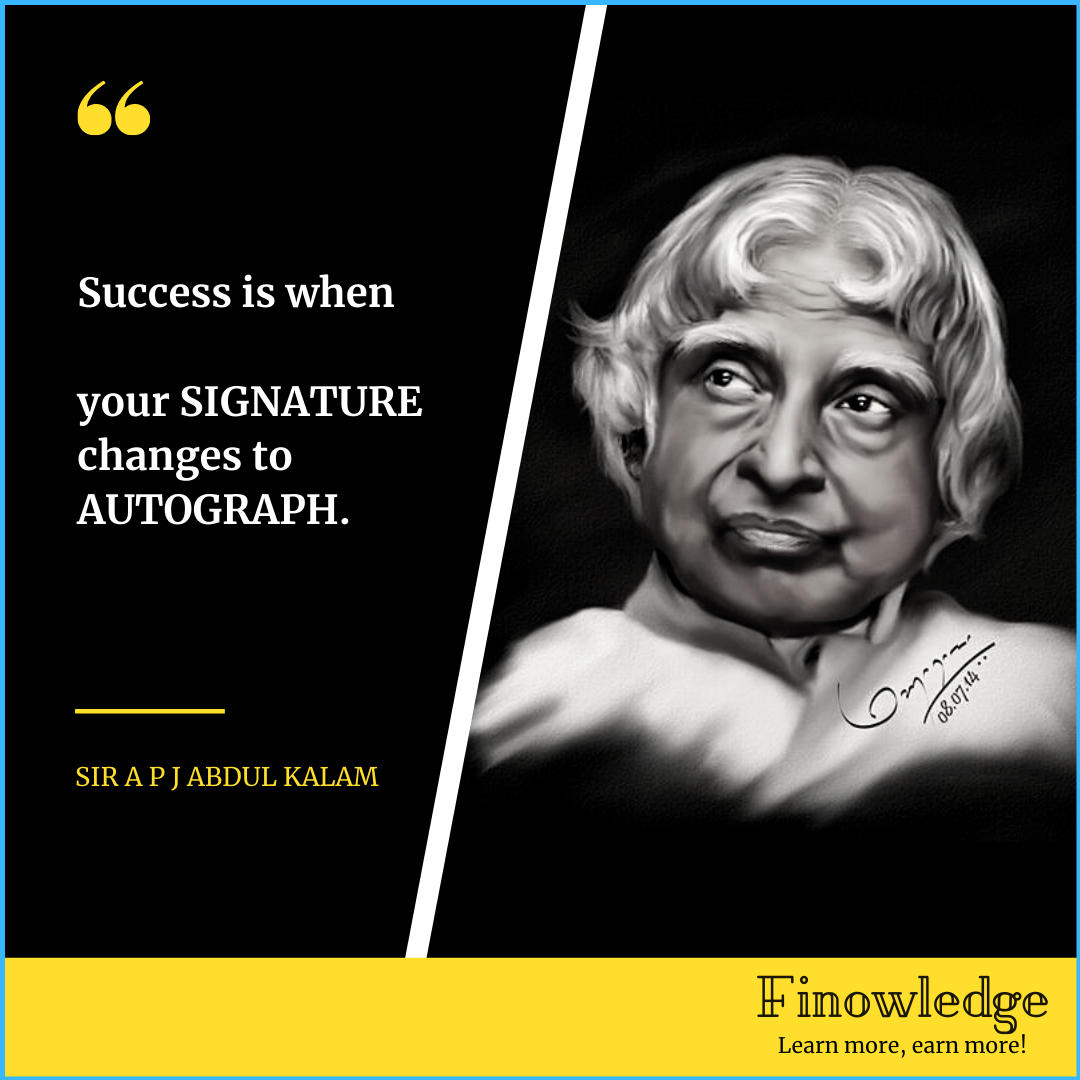 “
Success is when
your SIGNATURE
changes to
AUTOGRAPH.
SIR A P J ABDUL KALAM
08.07.14
Finowledge
Learn more, earn more!